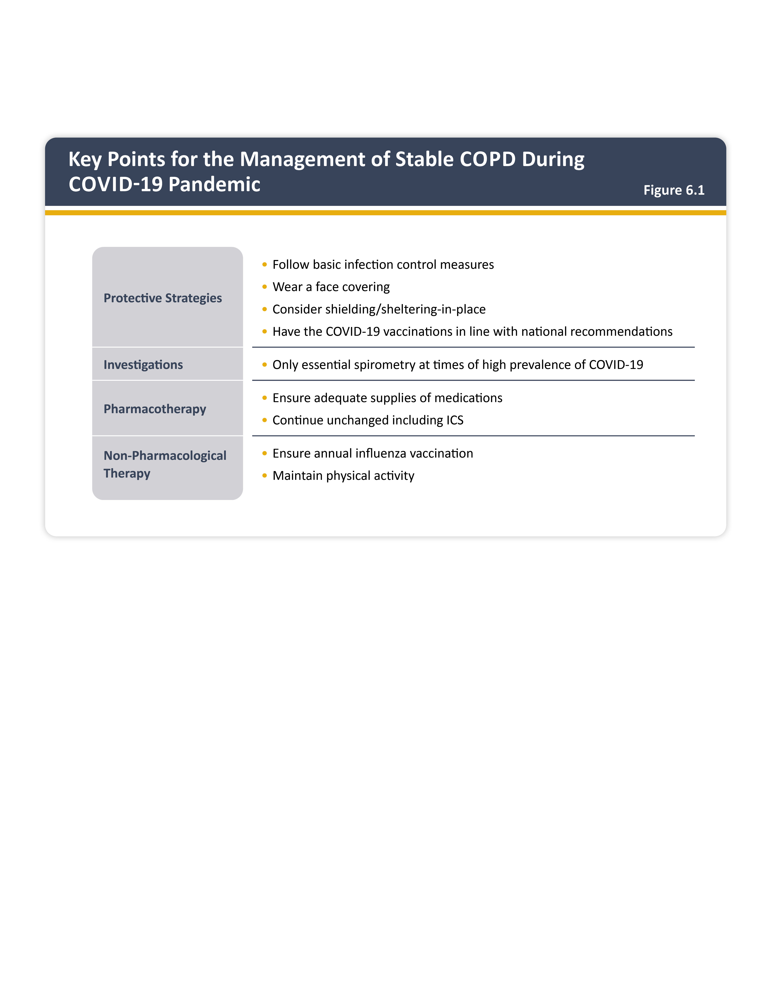 Key Points for the Management of Stable COPD During
COVID-19 Pandemic
Figure 6.1
Protective Strategies
• Follow basic infection control measures
• Wear a face covering
• Consider shielding/sheltering-in-place
• Have the COVID-19 vaccinations in line with national recommendations
Investigations
• Only essential spirometry at times of high prevalence of COVID-19
Pharmacotherapy
• Ensure adequate supplies of medications
• Continue unchanged including ICS
Non-Pharmacological
Therapy
• Ensure annual influenza vaccination
• Maintain physical activity